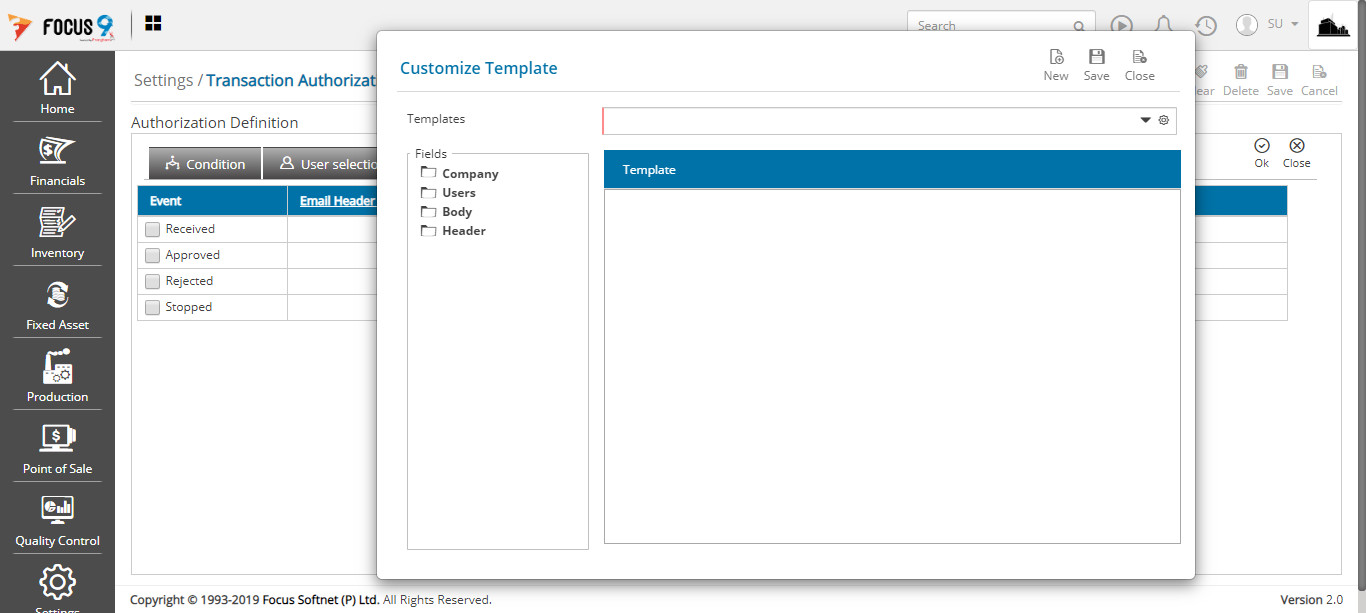 FOCUS 9
Search
SU
Home
Financials
Inventory
Fixed Asset
Production
Point of Sale
Quality Control
Settings
Settings / Transaction Authorizat
ear
Delete
Save
Cancel
Authorization Definition
Condition
User selectio
Ok
Close
Event
Email Header
Received
Approved
Rejected
Stopped
Customize Template
New
Save
Close
Templates
Fields
Company
Users
Body
Header
Template
Copyright © 1993-2019 Focus Softnet (P) Ltd. All Rights Reserved.
Version 2.0